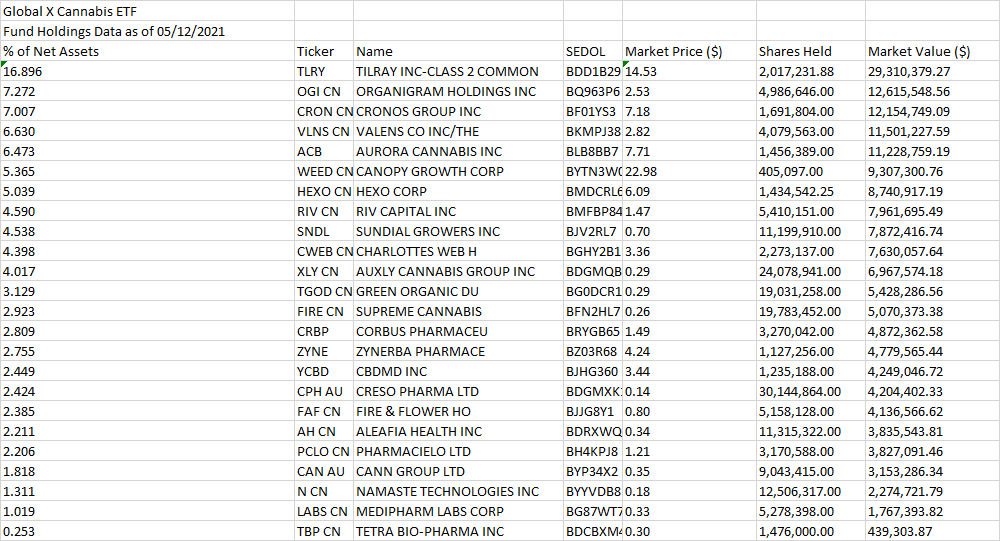 Global X Cannabis ETF
Fund Holdings Data as of 05/12/2021
% of Net Assets Ticker Name SEDOL Market Price ($) Shares Held Market Value ($)
16.896 TLRY TILRAY INC-CLASS 2 COMMON BDD1B29 14.53 2,017,231.88 29,310,379.27
7.272 OGI CN ORGANIGRAM HOLDINGS INC BQ963P6 2.53 4,986,646.00 12,615,548.56
7.007 CRON CN CRONOS GROUP INC BF01YS3 7.18 1,691,804.00 12,154,749.09
6.630 VLNS CN VALENS CO INC/THE BKMPJ38 2.82 4,079,563.00 11,501,227.59
6.473 ACB AURORA CANNABIS INC BLB8BB7 7.71 1,456,389.00 11,228,759.19
5.365 WEED CN CANOPY GROWTH CORP BYTN3W 22.98 405,097.00 9,307,300.76
5.039 HEXO CN HEXO CORP BMDCRL6 6.09 1,434,542.25 8,740,917.19
4.590 RIV CN RIV CAPITAL INC BMFBP84 1.47 5,410,151.00 7,961,695.49
4.538 SNDL SUNDIAL GROWERS INC BJV2RL7 0.70 11,199,910.00 7,872,416.74
4.398 CWEB CN CHARLOTTES WEB H BGHY2B1 3.36 2,273,137.00 7,630,057.64
4.017 XLY CN AUXLY CANNABIS GROUP INC BDGMQB 0.29 24,078,941.00 6,967,574.18
3.129 TGOD CN GREEN ORGANIC DU BG0DCR1 0.29 19,031,258.00 5,428,286.56
2.923 FIRE CN SUPREME CANNABIS BFN2HL7 0.26 19,783,452.00 5,070,373.38
2.809 CRBP CORBUS PHARMACEU BRYGB65 1.49 3,270,042.00 4,872,362.58
2.755 ZYNE ZYNERBA PHARMACE BZ03R68 4.24 1,127,256.00 4,779,565.44
2.449 YCBD CBDMD INC BJHG360 3.44 1,235,188.00 4,249,046.72
2.424 CPH AU CRESO PHARMA LTD BDGMXK 0.14 30,144,864.00 4,204,402.33
2.385 FAF CN FIRE & FLOWER HO BJJG8Y1 0.80 5,158,128.00 4,136,566.62
2.211 AH CN ALEAFIA HEALTH INC BDRXWQ 0.34 11,315,322.00 3,835,543.81
2.206 PCLO CN PHARMACIELO LTD BH4KPJ8 1.21 3,170,588.00 3,827,091.46
1.818 CAN AU CANN GROUP LTD BYP34X2 0.35 9,043,415.00 3,153,286.34
1.311 N CN NAMASTE TECHNOLOGIES INC BYYVDB8 0.18 12,506,317.00 2,274,721.79
1.019 LABS CN MEDIPHARM LABS CORP BG87WT7 0.33 5,278,398.00 1,767,393.82
0.253 TBP CN TETRA BIO-PHARMA INC BDCBXM4 0.30 1,476,000.00 439,303.87